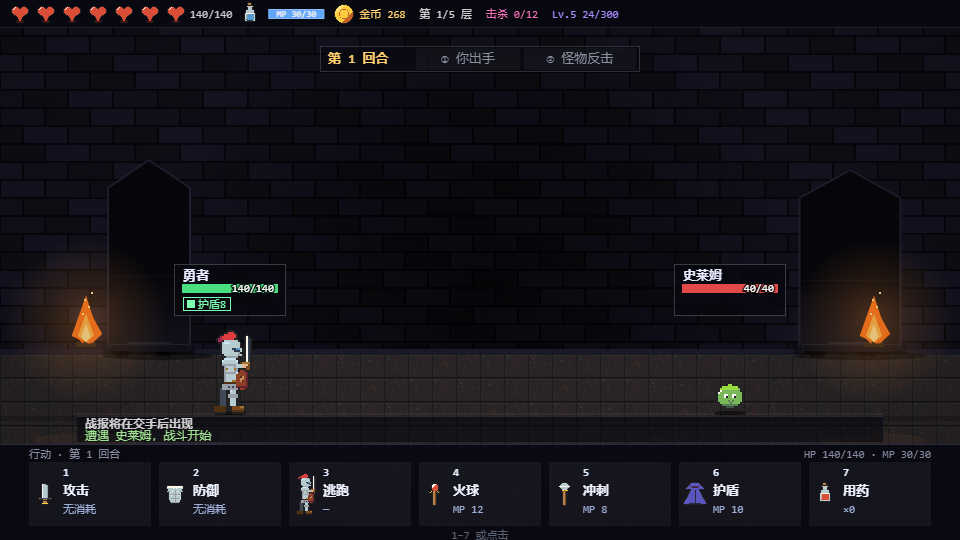 140/140 MP 30/30 金币 268 第 1/5 层 击杀 0/12 Lv.5 24/300
第 1 回合 ① 你出手 ② 怪物反击
勇者
140/140
护盾8
史莱姆
40/40
战报将在交手后出现
遭遇 史莱姆, 战斗开始
行动 · 第 1 回合
HP 140/140 · MP 30/30
1
攻击
无消耗
2
防御
无消耗
3
逃跑
—
4
火球
MP 12
5
冲刺
MP 8
6
护盾
MP 10
7
用药
×0
1-7 或点击